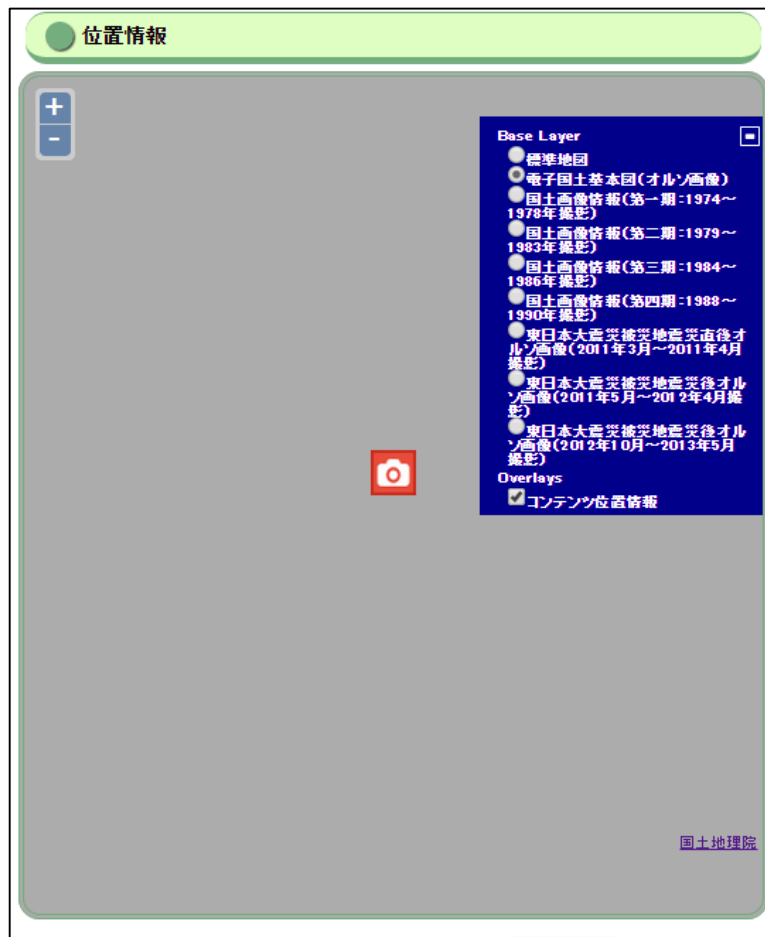 位置情報
+
-
Base Layer
標準地図
電子国土基本図(オルソ画像)
国土画像情報(第一期:1974～
1978年撮影)
国土画像情報(第二期:1979～
1983年撮影)
国土画像情報(第三期:1984～
1986年撮影)
国土画像情報(第四期:1988～
1990年撮影)
東日本大震災被災地震災直後オ
ルソ画像(2011年3月～2011年4月
撮影)
東日本大震災被災地震災後オル
ソ画像(2011年5月～2012年4月撮
影)
東日本大震災被災地震災後オル
ソ画像(2012年10月～2013年5月
撮影)
Overlays
コンテンツ位置情報
国土地理院